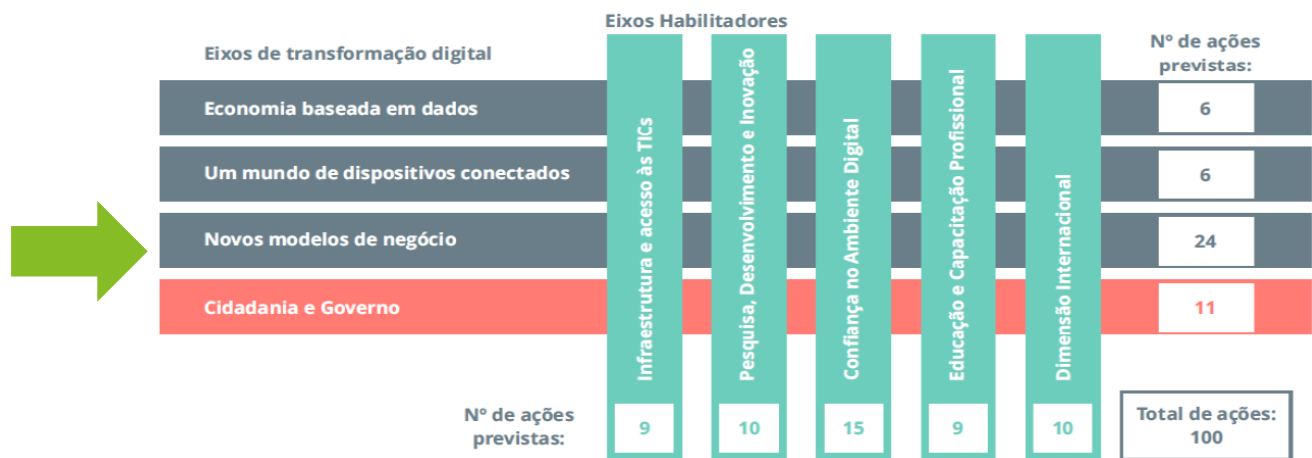 Eixos Habilitadores
Eixos de transformação digital
Nº de ações
previstas:
Economia baseada em dados
6
Um mundo de dispositivos conectados
6
Novos modelos de negócio
24
Cidadania e Governo
11
Infraestrutura e acesso às TICs
Pesquisa, Desenvolvimento e Inovação
Confiança no Ambiente Digital
Educação e Capacitação Profissional
Dimensão Internacional
Nº de ações
previstas:
9
10
15
9
10
Total de ações:
100